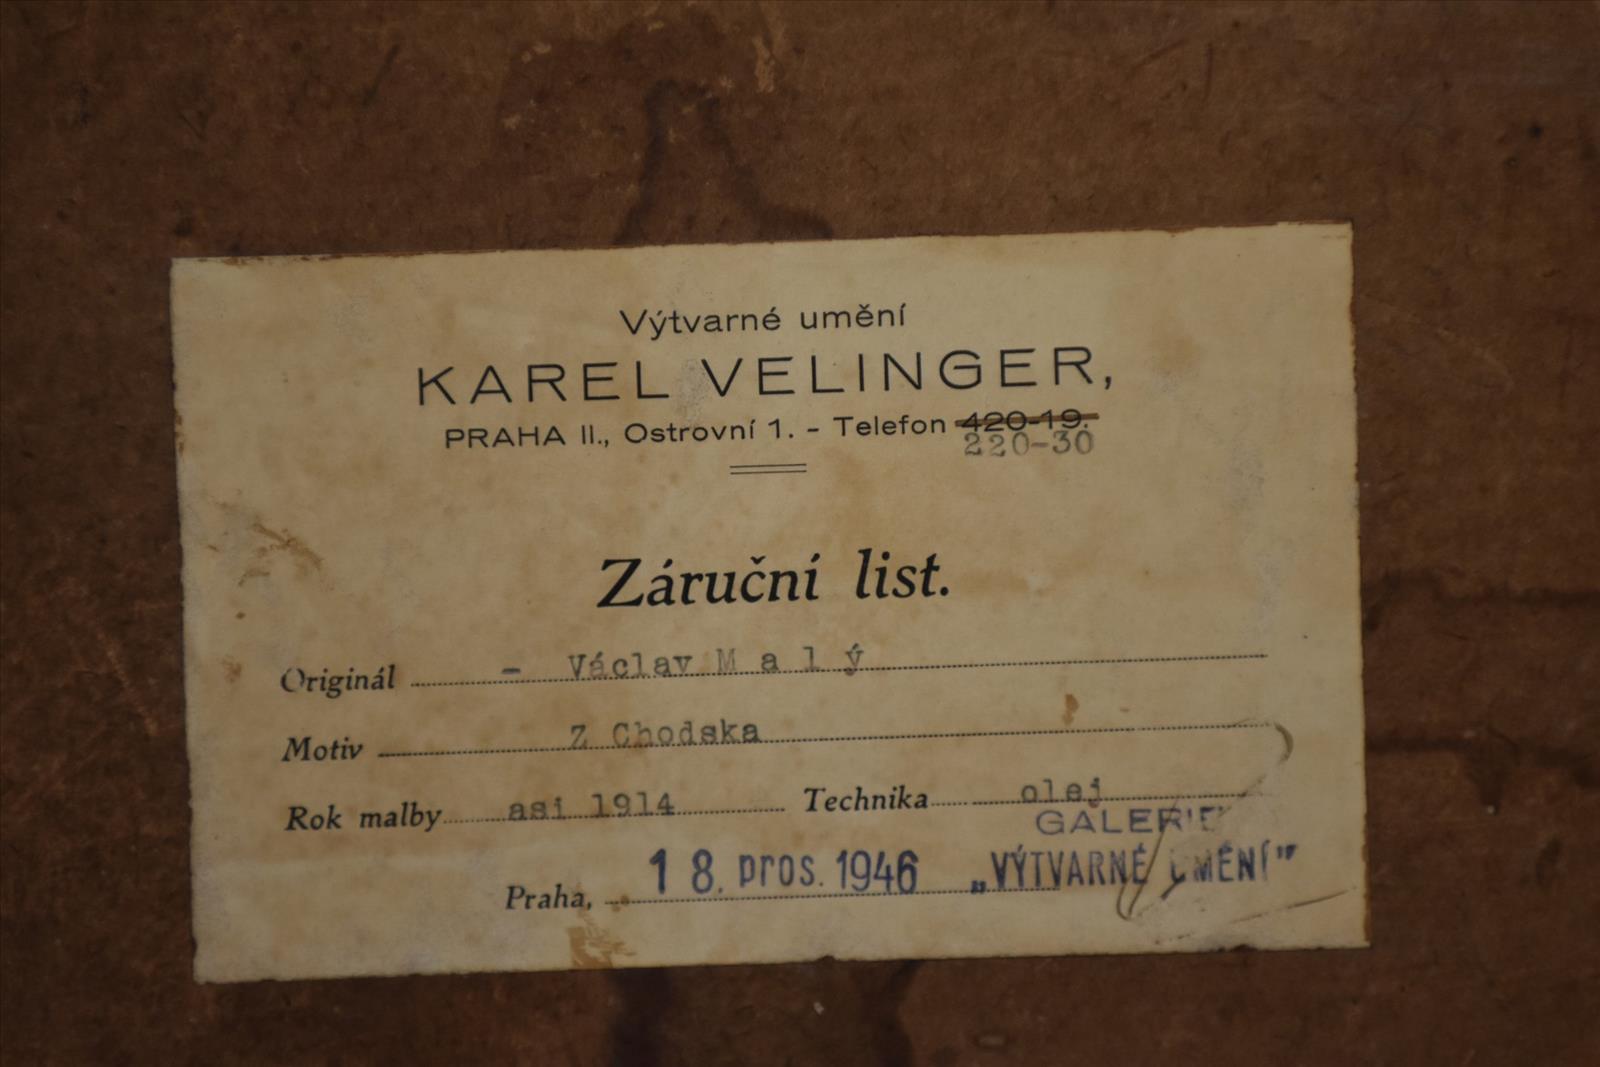 Výtvarné umění
KAREL VELINGER,
PRAHA II., Ostrovní 1. - Telefon 420-19.
220-30
Záruční list.
Originál - Václav M a l ý
Motiv Z Chodska
Rok malby asi 1914 Technika olej
GALERIE
Praha, 18. pros. 1946 „VÝTVARNÉ UMĚNÍ"